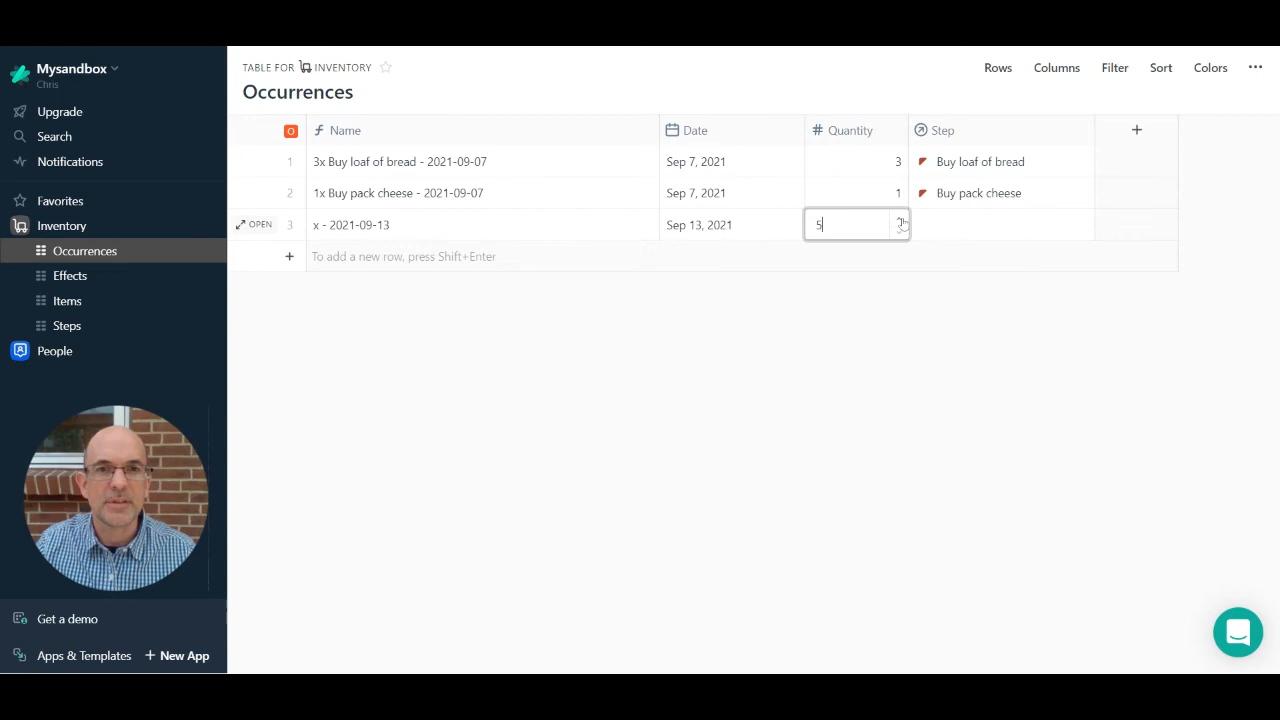 Mysandbox
Chris
Upgrade
Search
Notifications
Favorites
Inventory
Occurrences
Effects
Items
Steps
People
Get a demo
Apps & Templates + New App
TABLE FOR INVENTORY
Occurrences
Rows Columns Filter Sort Colors ...
O Name Date # Quantity Step +
1 3x Buy loaf of bread - 2021-09-07 Sep 7, 2021 3 Buy loaf of bread
2 1x Buy pack cheese - 2021-09-07 Sep 7, 2021 1 Buy pack cheese
OPEN 3 x - 2021-09-13 Sep 13, 2021 5
+ To add a new row, press Shift+Enter